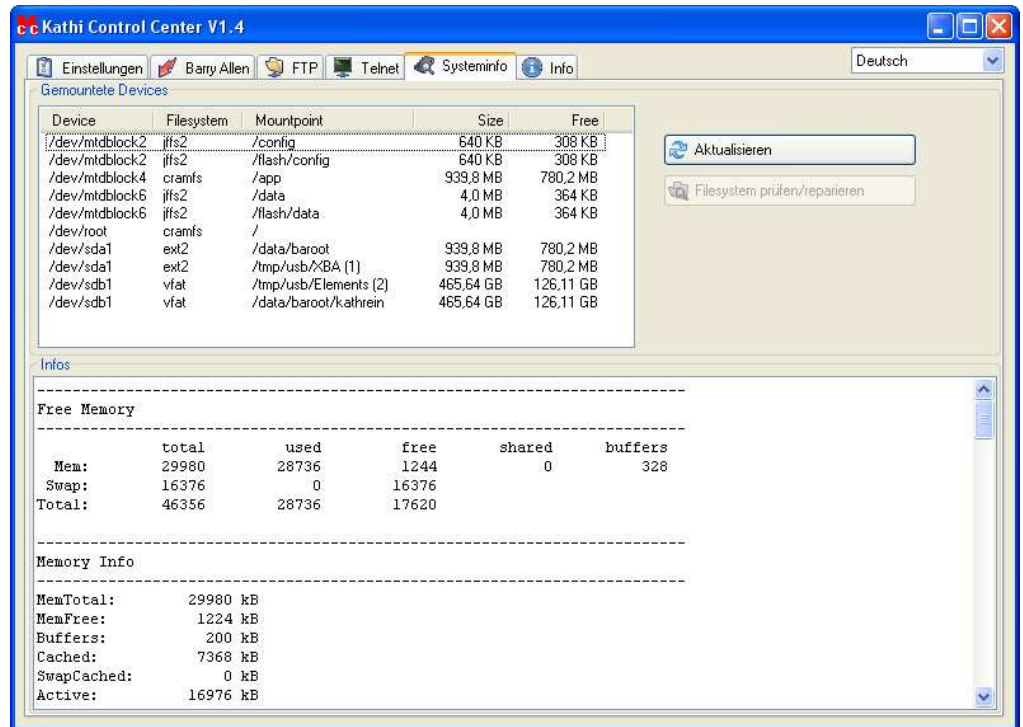 Mcc Kathi Control Center V1.4
Einstellungen Barry Allen FTP Telnet Systeminfo Info Deutsch
Gemountete Devices
Device Filesystem Mountpoint Size Free
/dev/mtdblock2 jffs2 /config 640 KB 308 KB
/dev/mtdblock2 jffs2 /flash/config 640 KB 308 KB
/dev/mtdblock4 cramfs /app 939,8 MB 780,2 MB
/dev/mtdblock6 jffs2 /data 4,0 MB 364 KB
/dev/mtdblock6 jffs2 /flash/data 4,0 MB 364 KB
/dev/root cramfs /
/dev/sda1 ext2 /data/baroot 939,8 MB 780,2 MB
/dev/sda1 ext2 /tmp/usb/XBA (1) 939,8 MB 780,2 MB
/dev/sdb1 vfat /tmp/usb/Elements (2) 465,64 GB 126,11 GB
/dev/sdb1 vfat /data/baroot/kathrein 465,64 GB 126,11 GB
Aktualisieren
Filesystem prüfen/reparieren
Infos
Free Memory
total used free shared buffers
Mem: 29980 28736 1244 0 328
Swap: 16376 0 16376
Total: 46356 28736 17620
Memory Info
MemTotal: 29980 kB
MemFree: 1224 kB
Buffers: 200 kB
Cached: 7368 kB
SwapCached: 0 kB
Active: 16976 kB